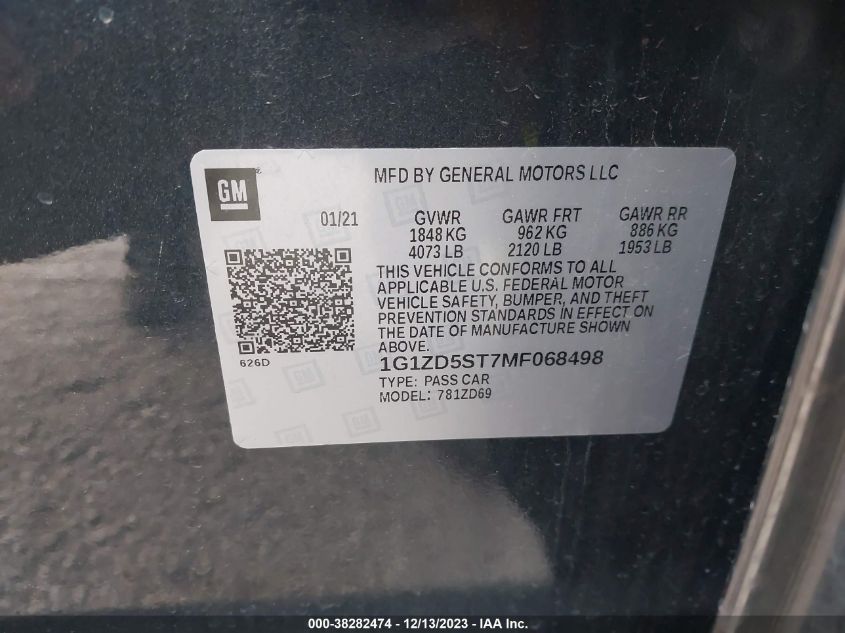 GM
MFD BY GENERAL MOTORS LLC
01/21 GVWR GAWR FRT GAWR RR
1848 KG 962 KG 886 KG
4073 LB 2120 LB 1953 LB
THIS VEHICLE CONFORMS TO ALL
APPLICABLE U.S. FEDERAL MOTOR
VEHICLE SAFETY, BUMPER, AND THEFT
PREVENTION STANDARDS IN EFFECT ON
THE DATE OF MANUFACTURE SHOWN
ABOVE.
626D
1G1ZD5ST7MF068498
TYPE: PASS CAR
MODEL: 781ZD69
000-38282474 - 12/13/2023 - IAA Inc.